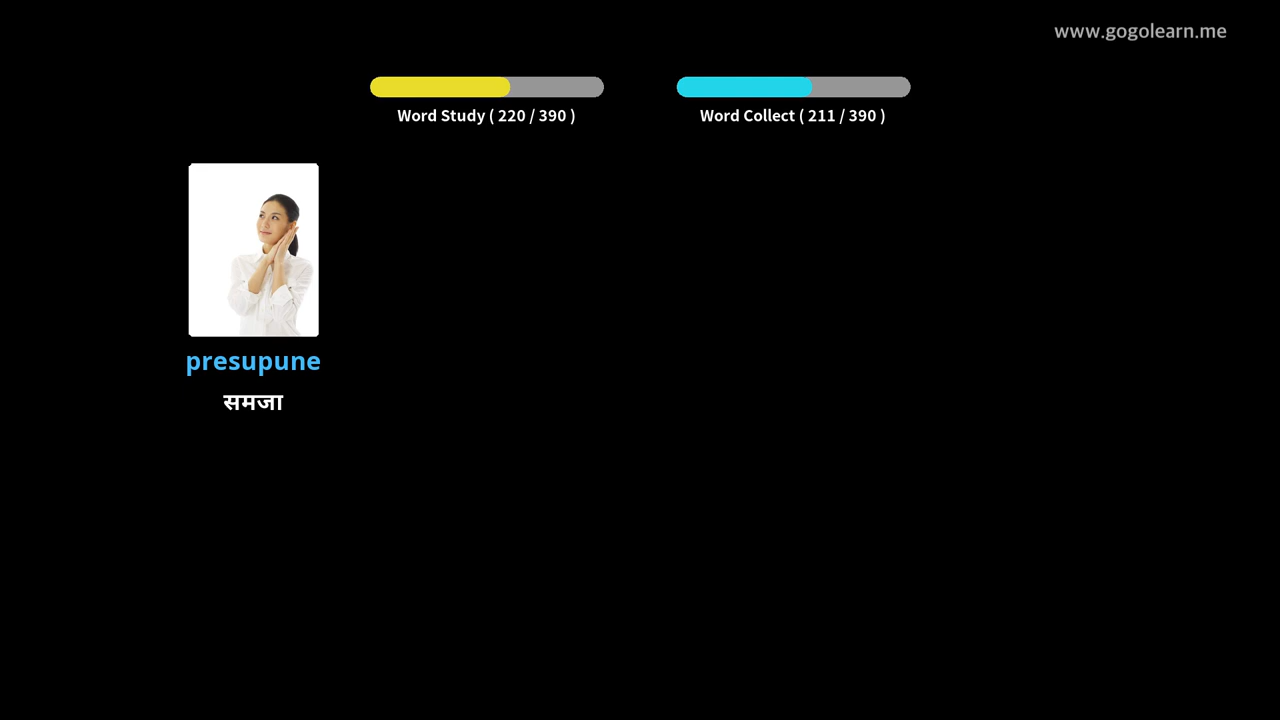 www.gogolearn.me
Word Study ( 220 / 390 )
Word Collect ( 211 / 390 )
presupune
समजा